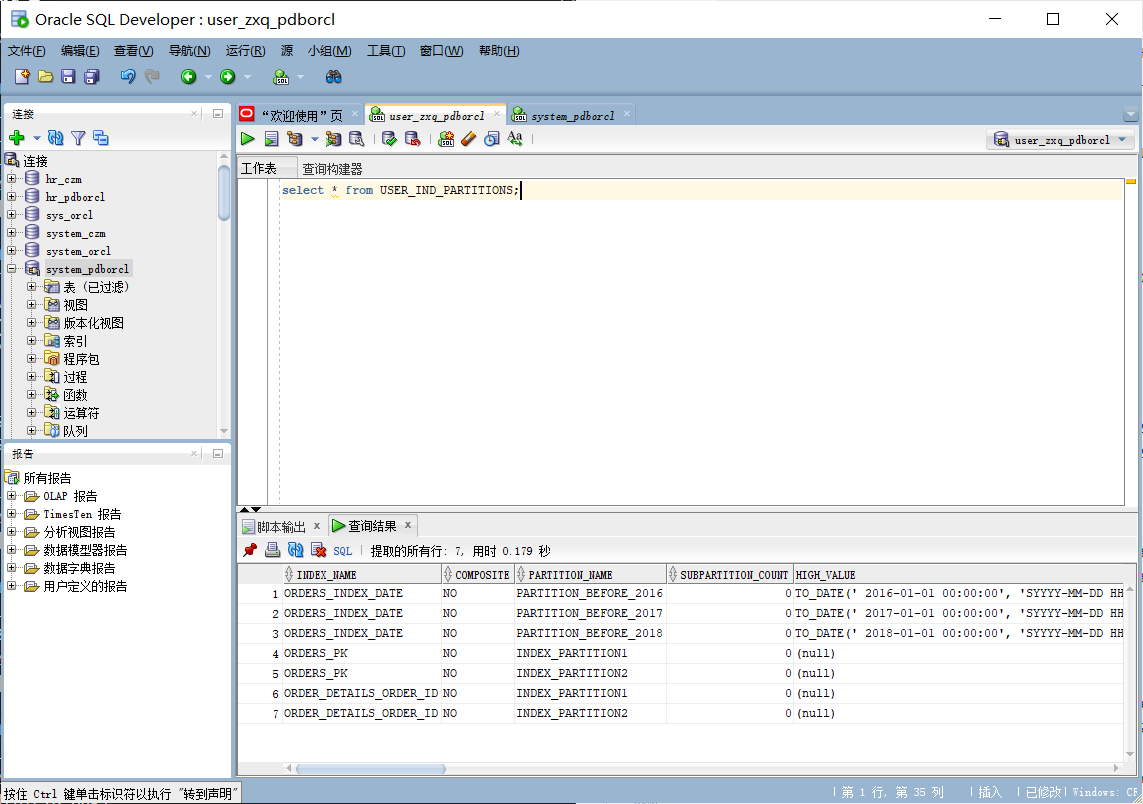 Oracle SQL Developer : user_zxq_pdborcl
文件(F) 编辑(E) 查看(V) 导航(N) 运行(R) 源 小组(M) 工具(T) 窗口(W) 帮助(H)
连接
连接
hr_czm
hr_pdborcl
sys_orcl
system_czm
system_orcl
system_pdborcl
表 (已过滤)
视图
版本化视图
索引
程序包
过程
函数
运算符
队列
报告
所有报告
OLAP 报告
TimesTen 报告
分析视图报告
数据模型器报告
数据字典报告
用户定义的报告
“欢迎使用”页 user_zxq_pdborcl system_pdborcl
user_zxq_pdborcl
工作表 查询构建器
select * from USER_IND_PARTITIONS;
脚本输出 x 查询结果 x
SQL | 提取的所有行: 7, 用时 0.179 秒
INDEX_NAME COMPOSITE PARTITION_NAME SUBPARTITION_COUNT HIGH_VALUE
1 ORDERS_INDEX_DATE NO PARTITION_BEFORE_2016 0 TO_DATE(' 2016-01-01 00:00:00', 'SYYYY-MM-DD HH
2 ORDERS_INDEX_DATE NO PARTITION_BEFORE_2017 0 TO_DATE(' 2017-01-01 00:00:00', 'SYYYY-MM-DD HH
3 ORDERS_INDEX_DATE NO PARTITION_BEFORE_2018 0 TO_DATE(' 2018-01-01 00:00:00', 'SYYYY-MM-DD HH
4 ORDERS_PK NO INDEX_PARTITION1 0 (null)
5 ORDERS_PK NO INDEX_PARTITION2 0 (null)
6 ORDER_DETAILS_ORDER_ID NO INDEX_PARTITION1 0 (null)
7 ORDER_DETAILS_ORDER_ID NO INDEX_PARTITION2 0 (null)
按住 Ctrl 键单击标识符以执行 "转到声明"
第 1 行, 第 35 列 | 插入 | 已修改| Windows: CF